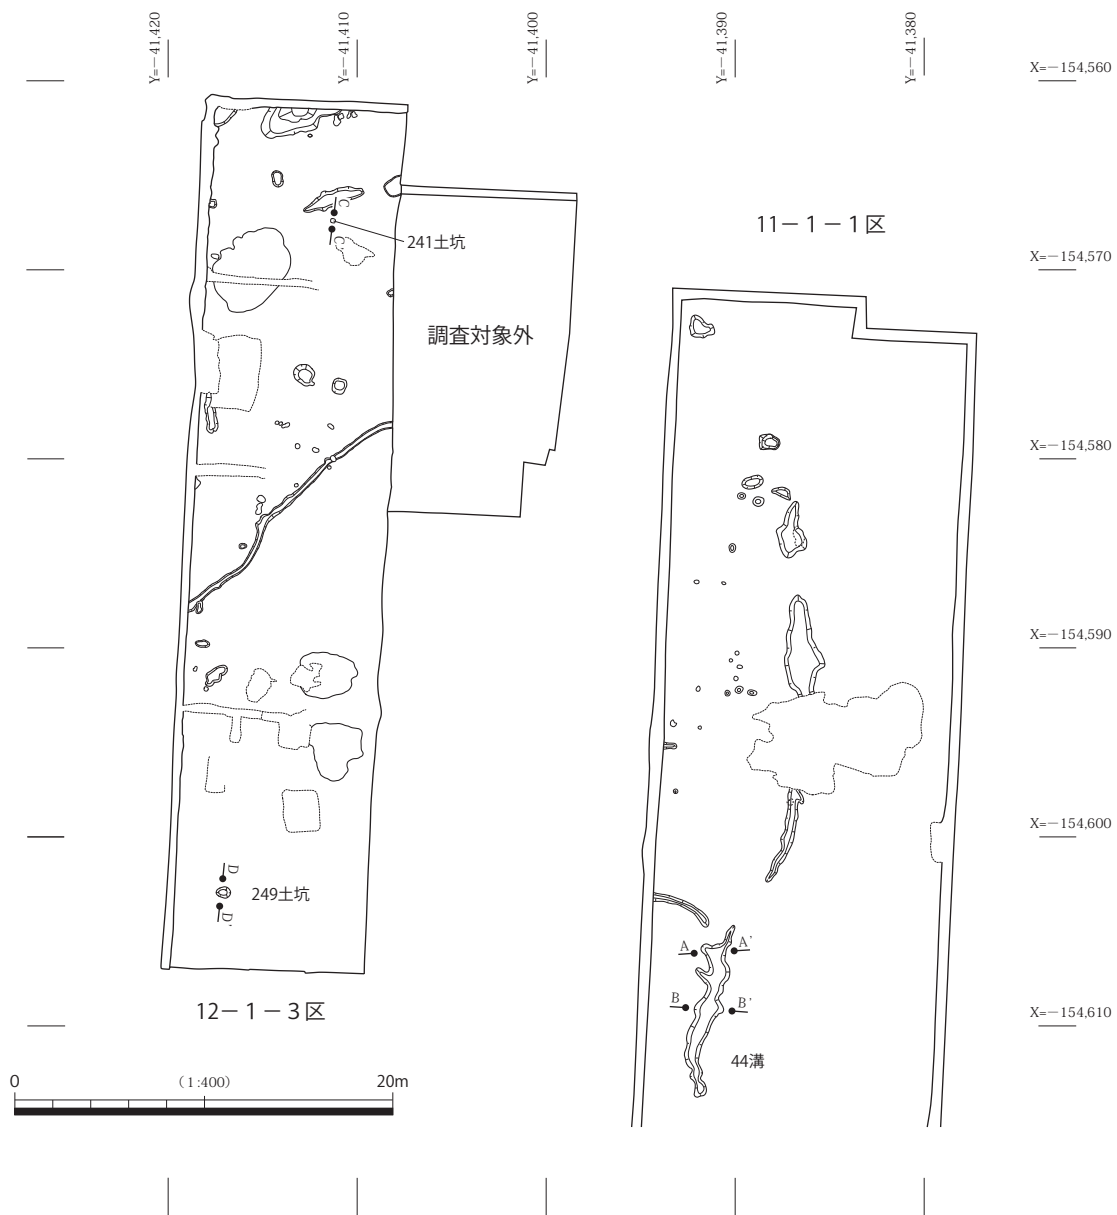 Y=－41,420
Y=－41,410
Y=－41,400
Y=－41,390
Y=－41,380
X=－154,560
C
241土坑
C'
11－１－１区
X=－154,570
調査対象外
X=－154,580
X=－154,590
X=－154,600
D
249土坑
D'
A
A'
B
B'
12－１－３区
X=－154,610
44溝
0
（1:400）
20m